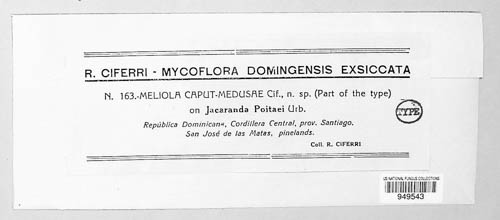 R. CIFERRI - MYCOFLORA DOMINGENSIS EXSICCATA
N. 163.-MELIOLA CAPUT-MEDUSAE Cif., n. sp. (Part of the type)
on Jacaranda Poitaei Urb.
TYPE
República Dominicana, Cordillera Central, prov. Santiago.
San José de las Matas, pinelands.
Coll. R. CIFERRI
US NATIONAL FUNGUS COLLECTIONS
949543